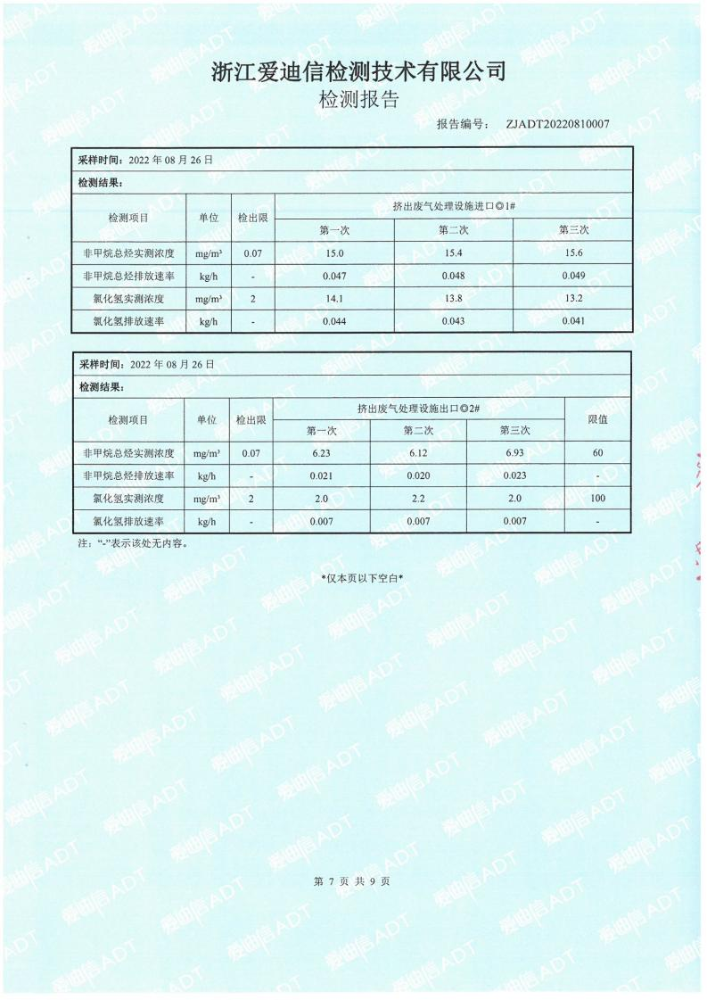 浙江爱迪信检测技术有限公司
检测报告
报告编号： ZJADT20220810007
采样时间：2022 年 08 月 26 日
检测结果：
检测项目 单位 检出限 挤出废气处理设施进口◎1#
第一次 第二次 第三次
非甲烷总烃实测浓度 mg/m³ 0.07 15.0 15.4 15.6
非甲烷总烃排放速率 kg/h - 0.047 0.048 0.049
氯化氢实测浓度 mg/m³ 2 14.1 13.8 13.2
氯化氢排放速率 kg/h - 0.044 0.043 0.041
采样时间：2022 年 08 月 26 日
检测结果：
检测项目 单位 检出限 挤出废气处理设施出口◎2# 限值
第一次 第二次 第三次
非甲烷总烃实测浓度 mg/m³ 0.07 6.23 6.12 6.93 60
非甲烷总烃排放速率 kg/h - 0.021 0.020 0.023 -
氯化氢实测浓度 mg/m³ 2 2.0 2.2 2.0 100
氯化氢排放速率 kg/h - 0.007 0.007 0.007 -
注：“-”表示该处无内容。
*仅本页以下空白*
第 7 页 共 9 页
爱迪信ADT